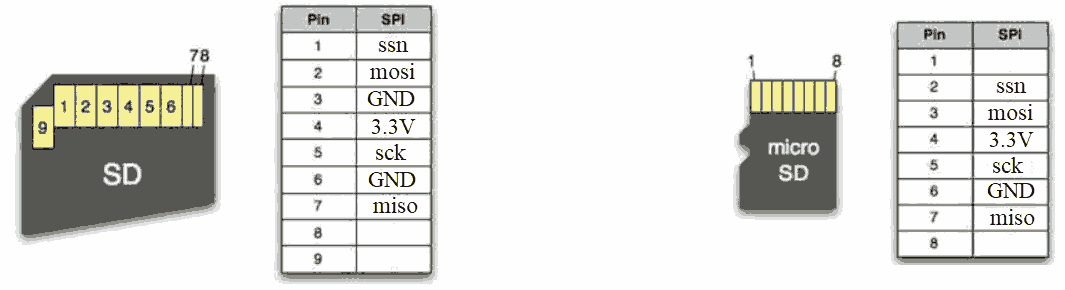 78
1 2 3 4 5 6
9
SD
Pin SPI
1 ssn
2 mosi
3 GND
4 3.3V
5 sck
6 GND
7 miso
8
9
1 8
micro
SD
Pin SPI
1
2 ssn
3 mosi
4 3.3V
5 sck
6 GND
7 miso
8